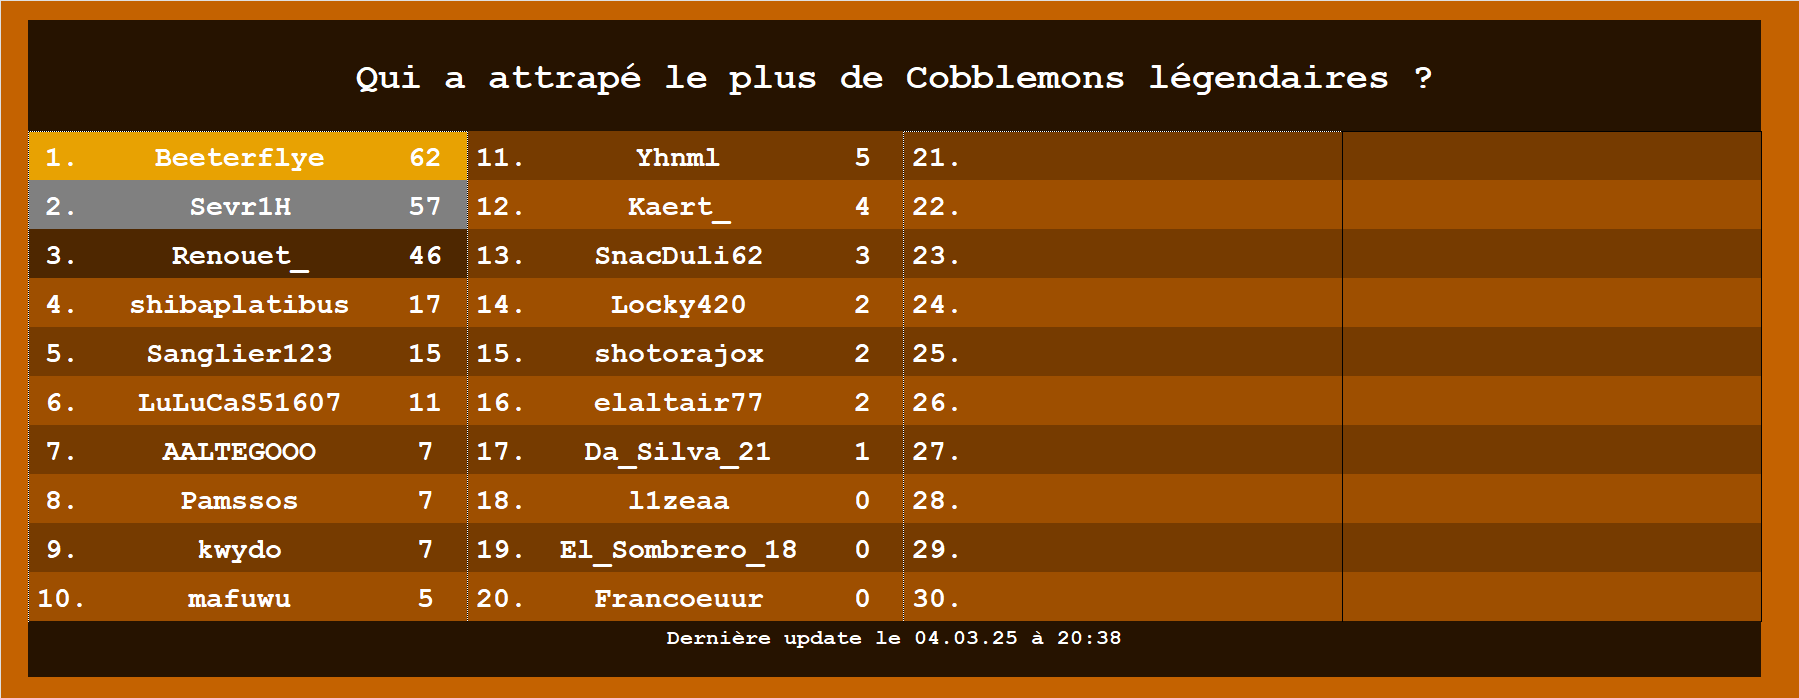 Qui a attrapé le plus de Cobblemons légendaires ?
1. Beeterflye 62 11. Yhnml 5 21.
2. Sevr1H 57 12. Kaert_ 4 22.
3. Renouet_ 46 13. SnacDuli62 3 23.
4. shibaplatibus 17 14. Locky420 2 24.
5. Sanglier123 15 15. shotorajox 2 25.
6. LuLuCaS51607 11 16. elaltair77 2 26.
7. AALTEGOOO 7 17. Da_Silva_21 1 27.
8. Pamssos 7 18. l1zeaa 0 28.
9. kwydo 7 19. El_Sombrero_18 0 29.
10. mafuwu 5 20. Francoeuur 0 30.
Dernière update le 04.03.25 à 20:38